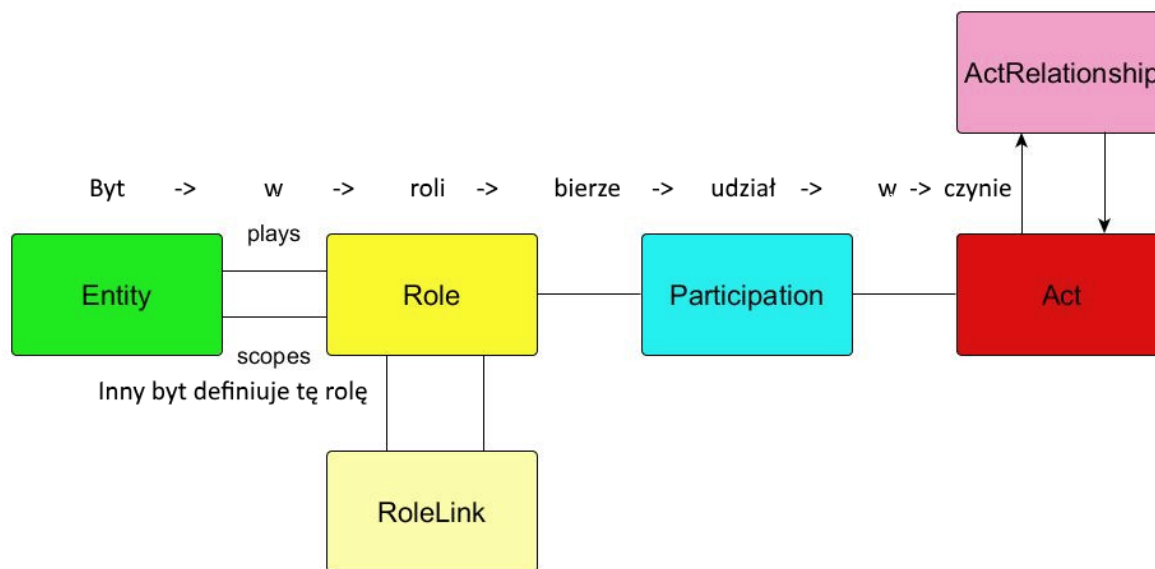 ActRelationship
Byt -> w -> roli -> bierze -> udział -> w -> czynie
plays
Entity Role Participation Act
scopes
Inny byt definiuje tę rolę
RoleLink